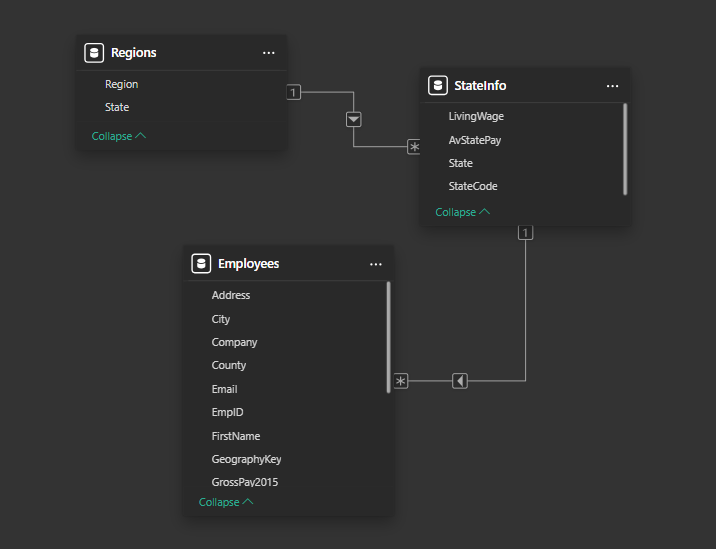 Regions
...
Region
State
Collapse
1
*
StateInfo
...
LivingWage
AvStatePay
State
StateCode
Collapse
1
*
Employees
...
Address
City
Company
County
Email
EmpID
FirstName
GeographyKey
GrossPay2015
Collapse